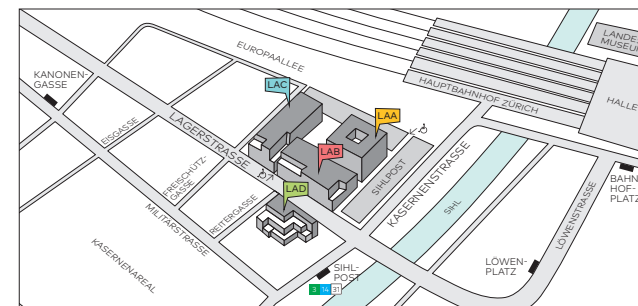 LANDES-
MUSEUM
EUROPAALLEE
KANONEN-
GASSE
LAC
HAUPTBAHNHOF ZÜRICH
HALLE
LAA
LAGERSTRASSE
EISGASSE
LAB
SIHLPOST
KASERNENSTRASSE
FREISCHÜTZ-
GASSE
LAD
BAHN
HOF-
PLATZ
REITERGASSE
MILITÄRSTRASSE
SIHL
LÖWENSTRASSE
KASERNENAREAL
SIHL-
POST
3 14 31
LÖWEN-
PLATZ